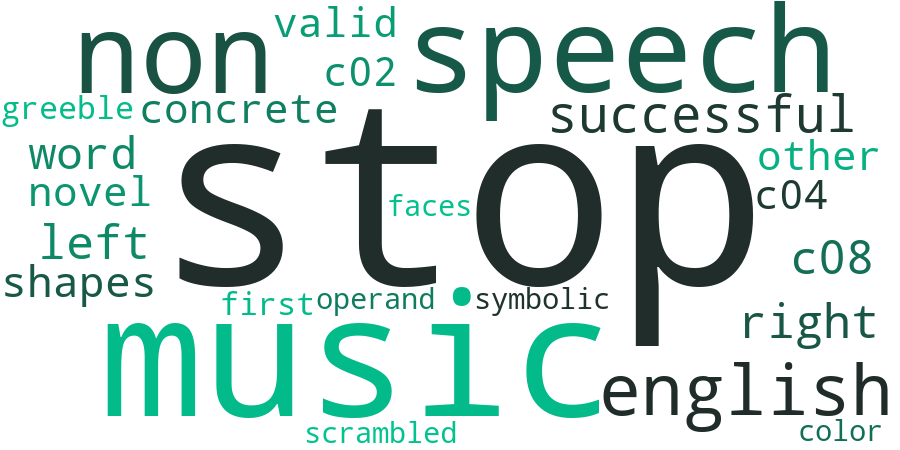 valid
non
speech
c02
greeble
concrete
successful
word
stop
other
novel
c04
faces
left
c08
shapes
first
operand
symbolic
music
right
english
scrambled
color